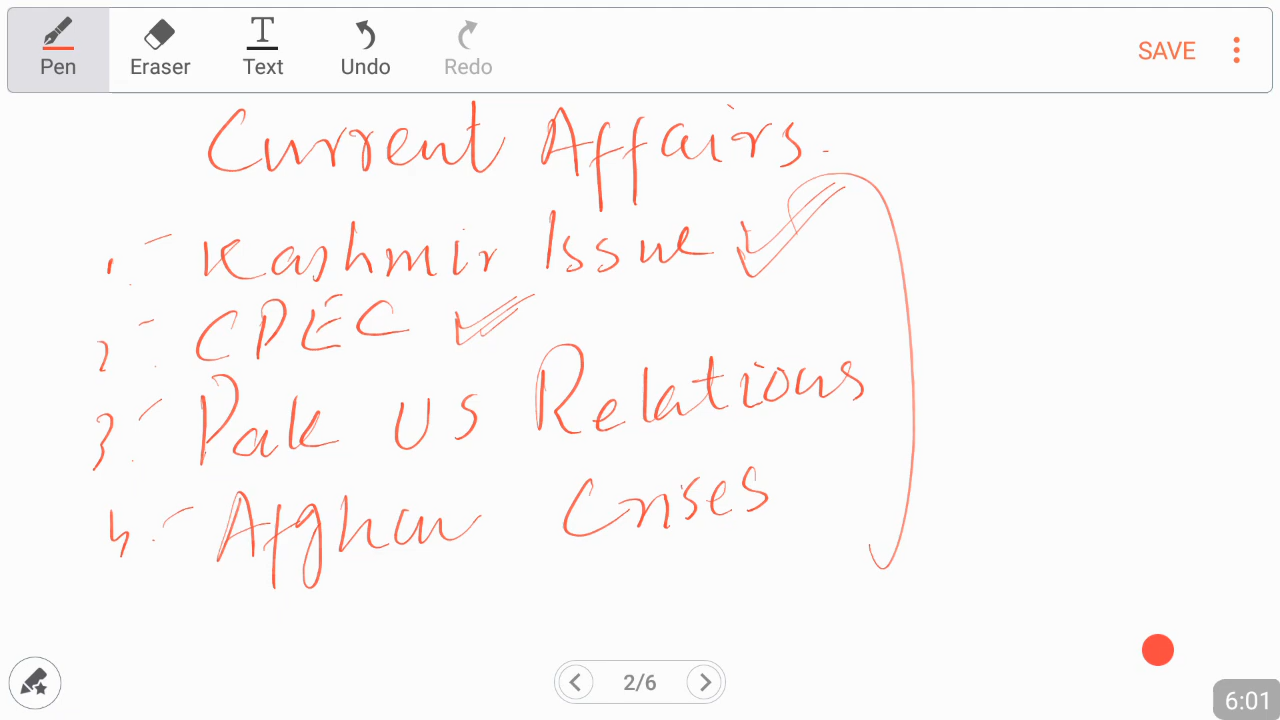 Pen Eraser Text Undo Redo SAVE
Current Affairs.
1:- Kashmir Issue
2:- CPEC
3:- Pak US Relations
4:- Afghan Crises
2/6
6:01